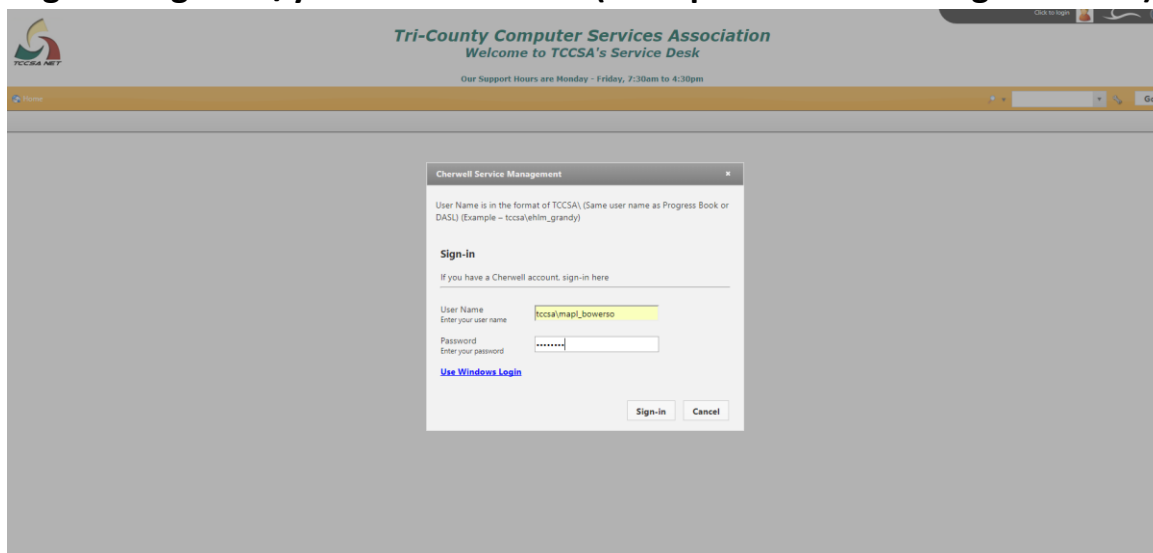 Click to login
Tri-County Computer Services Association
Welcome to TCCSA's Service Desk
TCCSA NET
Our Support Hours are Monday - Friday, 7:30am to 4:30pm
Home
Cherwell Service Management
User Name is in the format of TCCSA\ (Same user name as Progress Book or
DASL) (Example – tccsa\ehlm_grandy)
Sign-in
If you have a Cherwell account, sign-in here
User Name
Enter your user name
tccsa\mapl_bowerso
Password
Enter your password
••••••••
Use Windows Login
Sign-in
Cancel